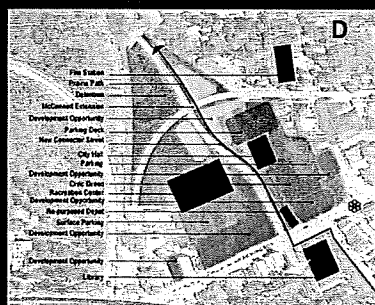 D
Fire Station
Prairie Path
Detention
McConnell Extension
Development Opportunity
Parking Deck
New Connector Street
City Hall
Parking
Development Opportunity
Civic Green
Recreation Center
Development Opportunity
Re-purposed Depot
Surface Parking
Development Opportunity
Development Opportunity
Library